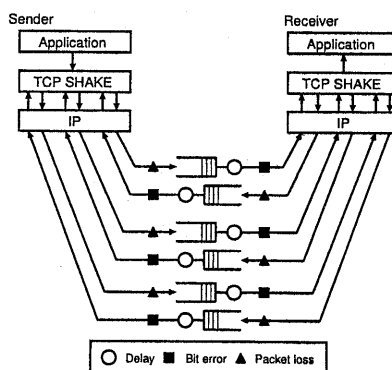 Sender
Receiver
Application
Application
TCP SHAKE
TCP SHAKE
IP
IP
Delay
Bit error
Packet loss